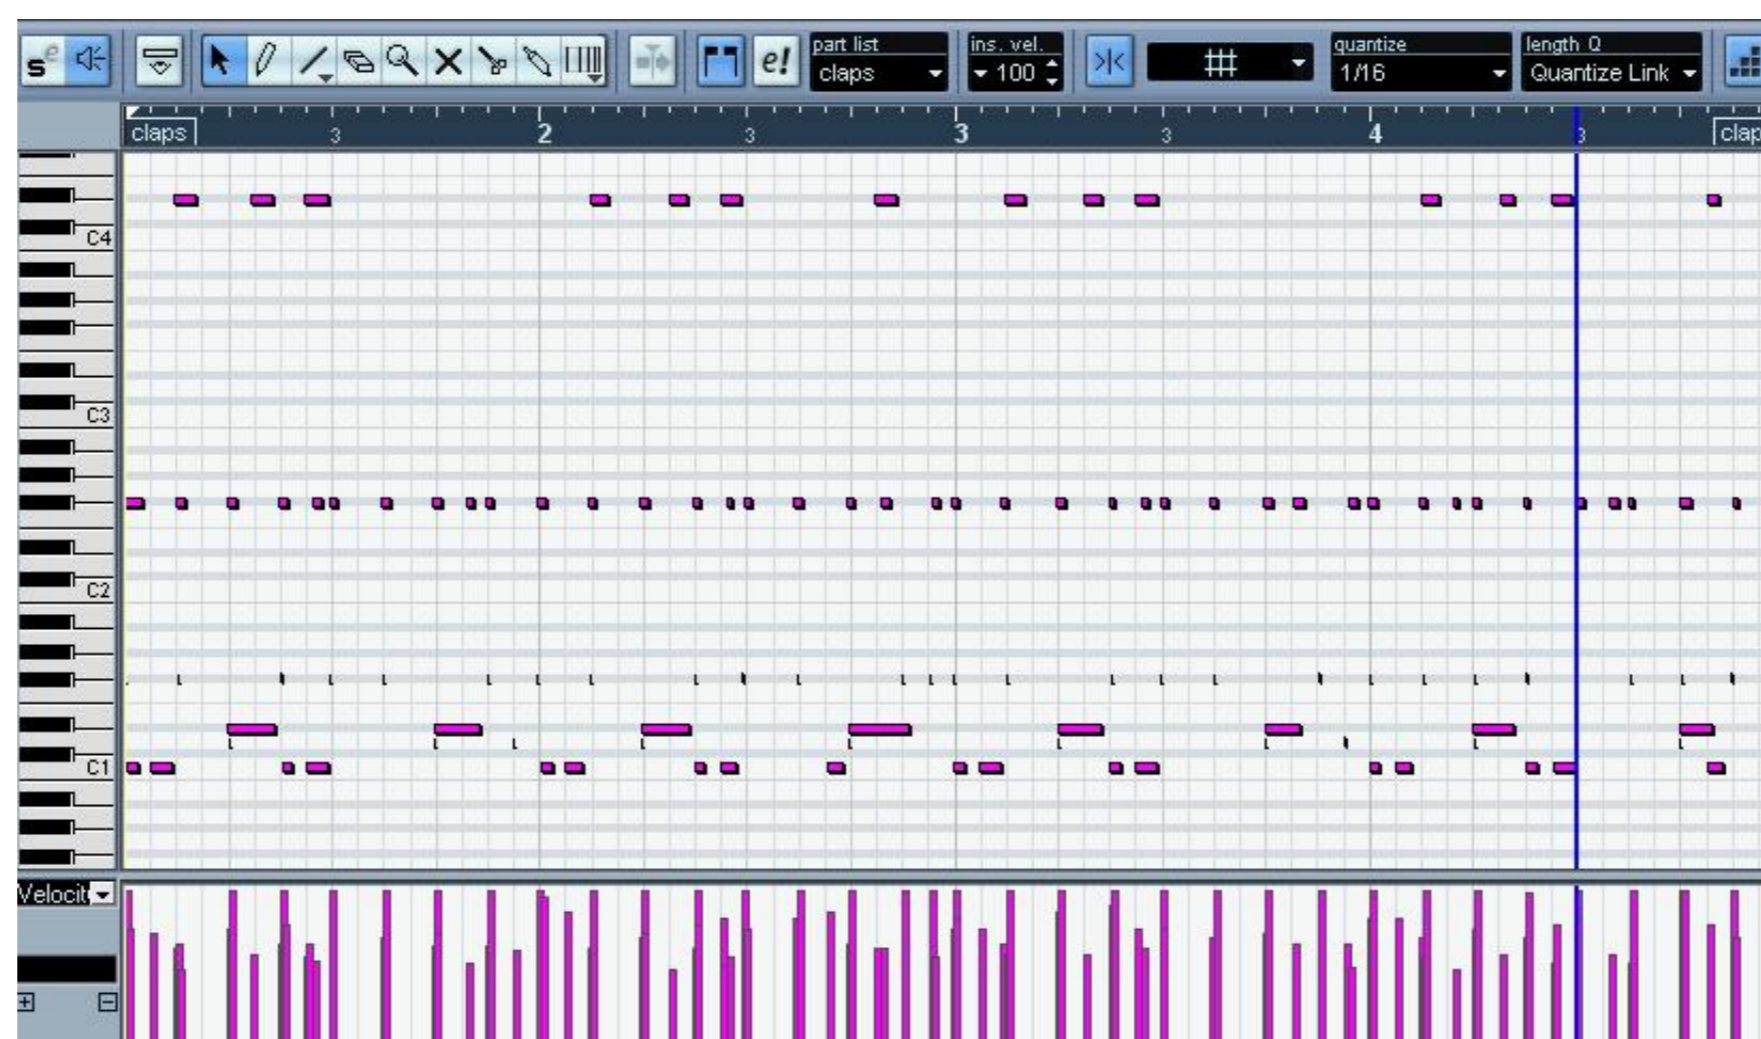 se
e!
part list
claps
ins. vel.
100
quantize
1/16
length Q
Quantize Link
claps
3
2
3
3
3
4
3
clap
C4
C3
C2
C1
Velocit